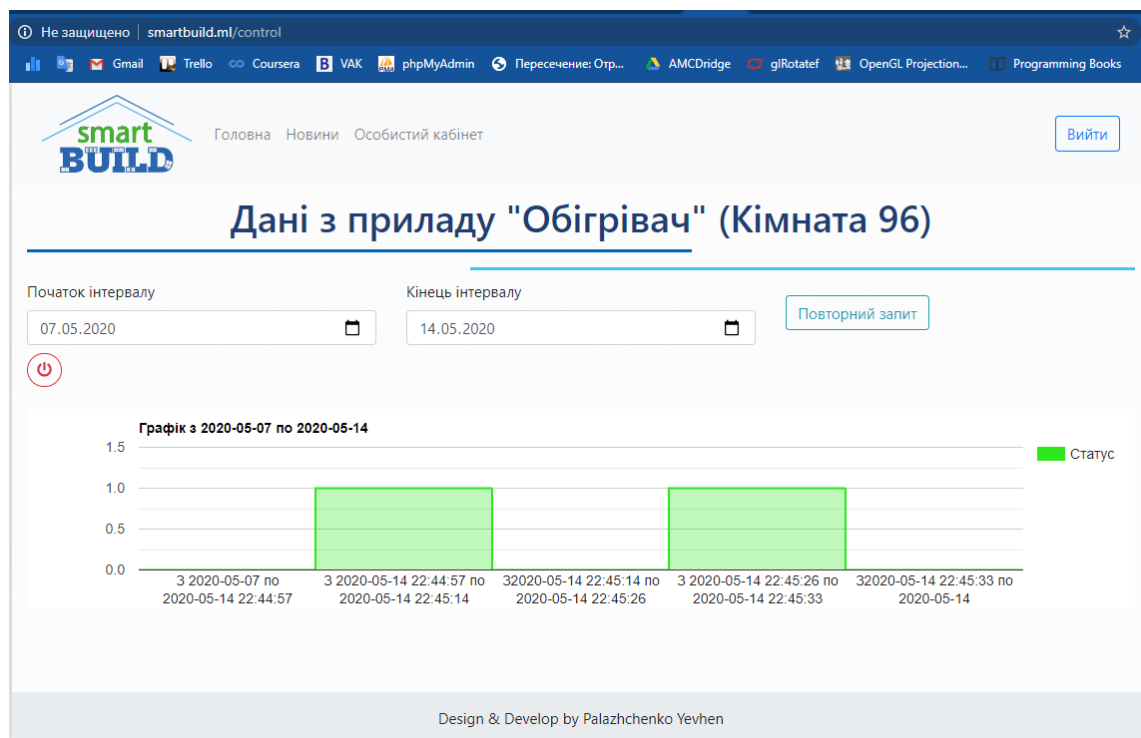 Не защищено | smartbuild.ml/control
Gmail Trello Coursera B VAK phpMyAdmin Пересечение: Отр... AMCDridge glRotatef OpenGL Projection... Programming Books
smart
BUILD
Головна Новини Особистий кабінет
Вийти
Дані з приладу "Обігрівач" (Кімната 96)
Початок інтервалу
Кінець інтервалу
07.05.2020
14.05.2020
Повторний запит
Графік з 2020-05-07 по 2020-05-14
1.5
1.0
0.5
0.0
Статус
З 2020-05-07 по
2020-05-14 22:44:57
З 2020-05-14 22:44:57 по
2020-05-14 22:45:14
З2020-05-14 22:45:14 по
2020-05-14 22:45:26
З 2020-05-14 22:45:26 по
2020-05-14 22:45:33
З2020-05-14 22:45:33 по
2020-05-14
Design & Develop by Palazhchenko Yevhen